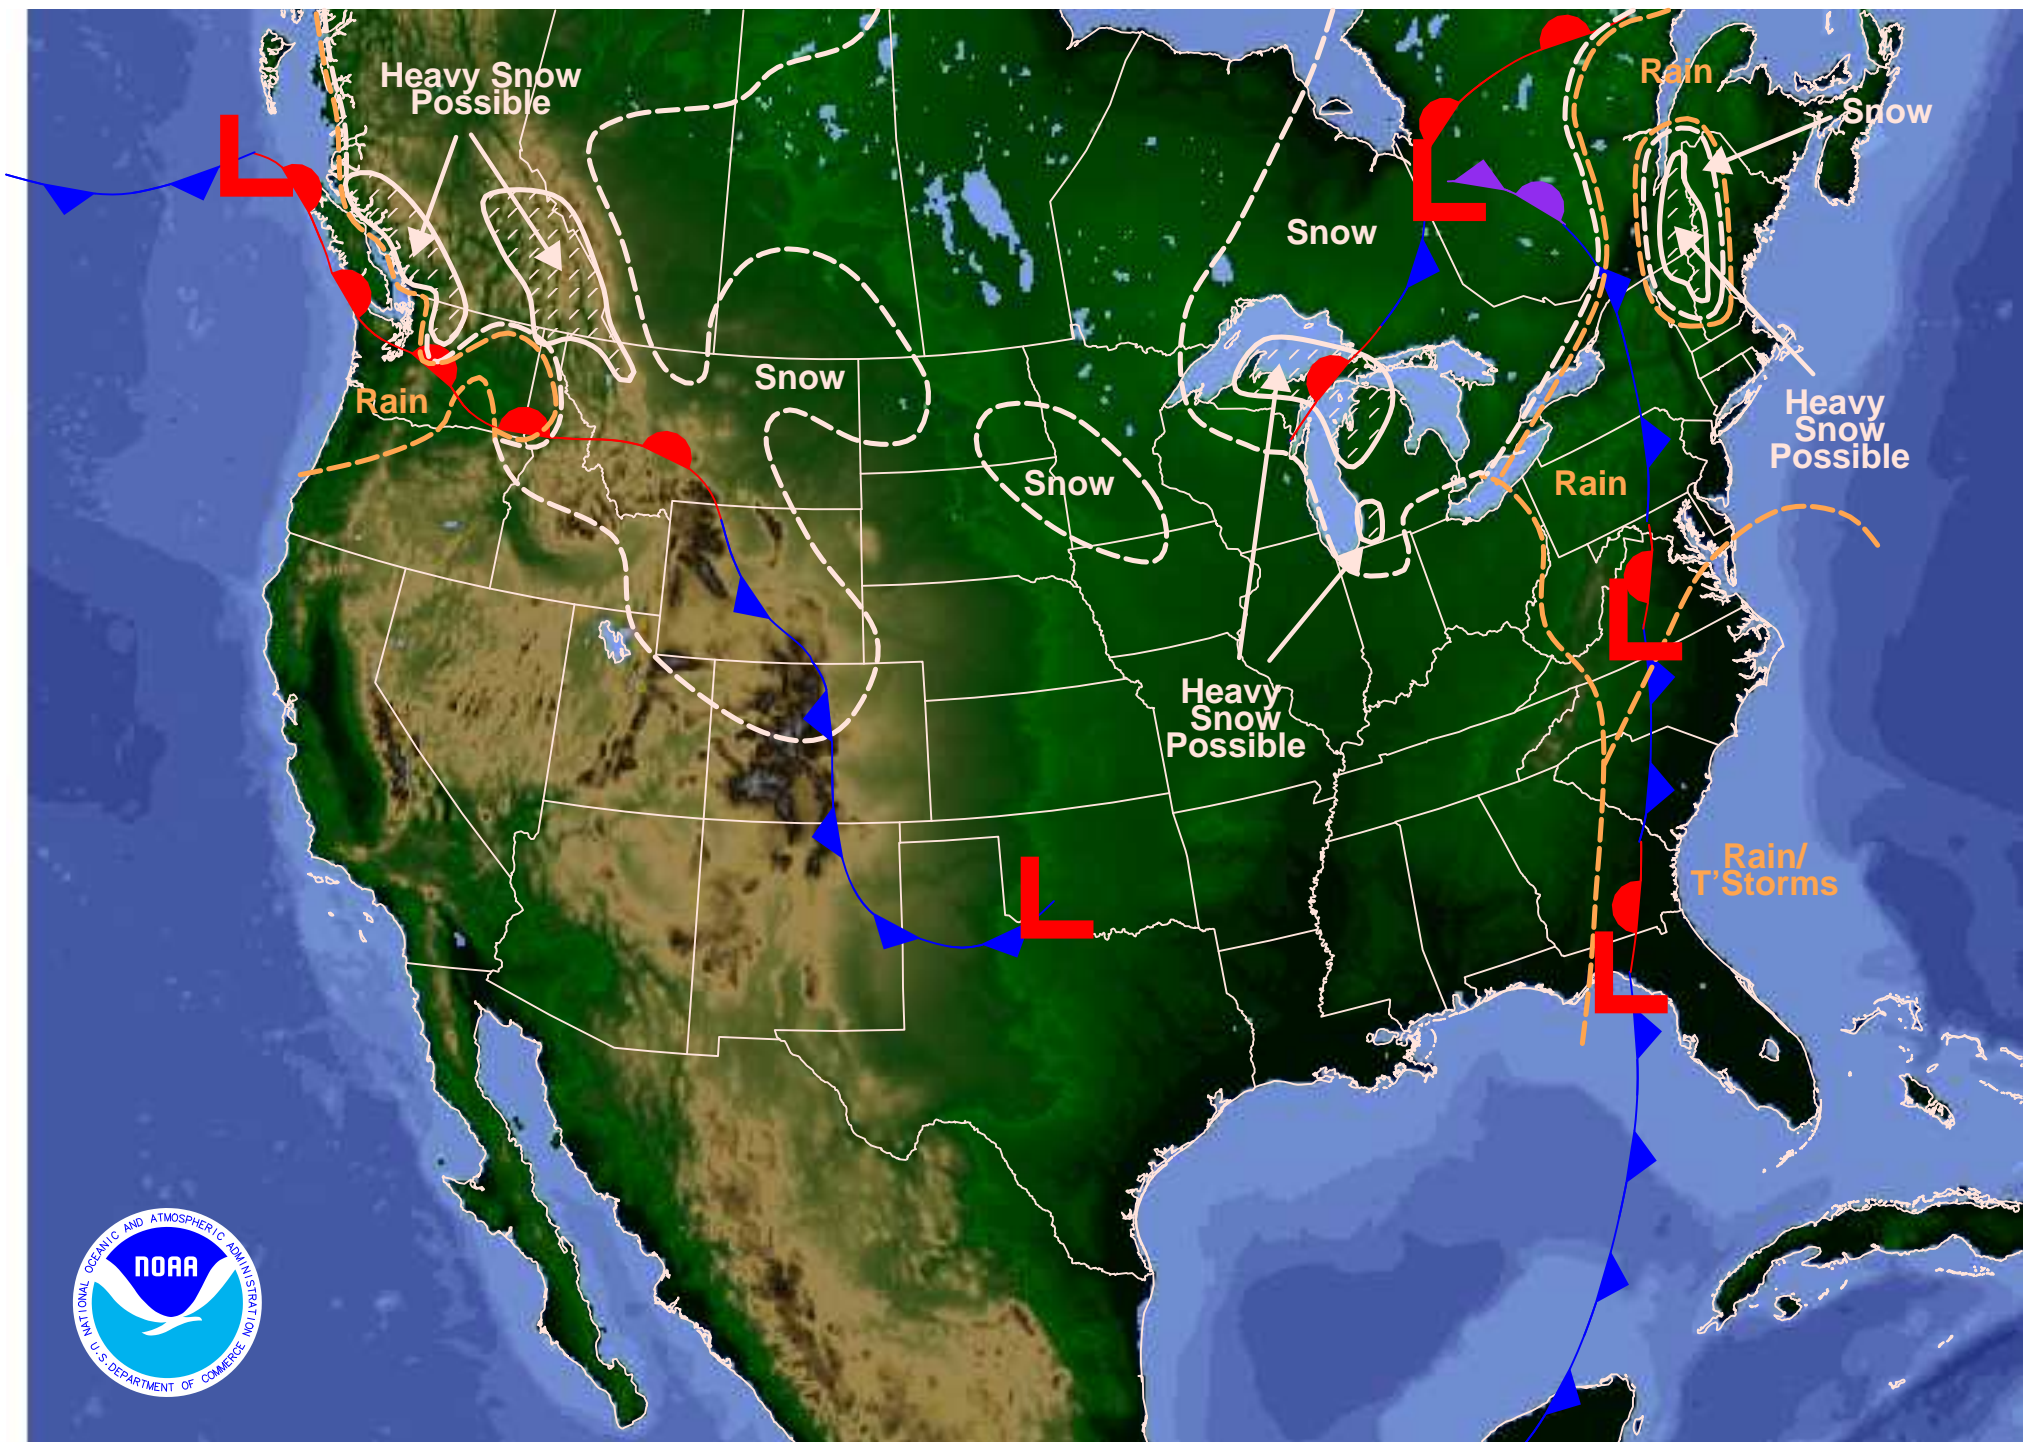 Heavy Snow
Possible
Rain
Snow
Snow
Snow
Rain
Snow
Heavy
Snow
Possible
Snow
Rain
Heavy
Snow
Possible
Rain/
T'Storms
L
L
L
L
L
NOAA
NATIONAL OCEANIC AND ATMOSPHERIC ADMINISTRATION
U.S. DEPARTMENT OF COMMERCE